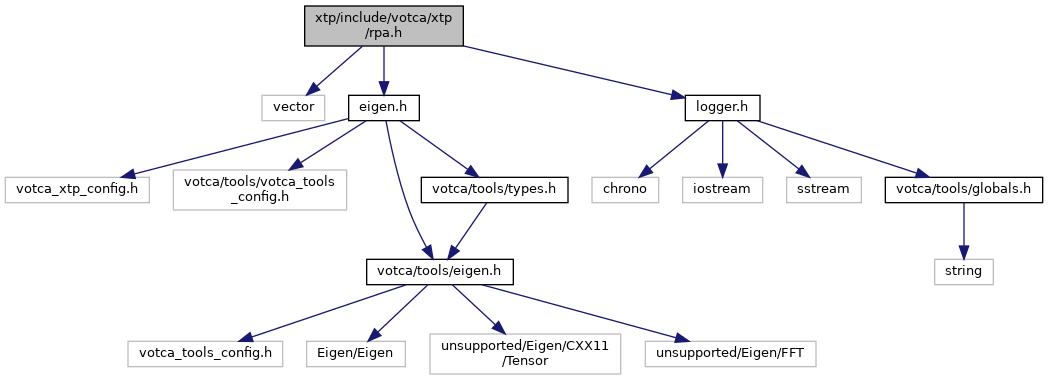 xtp/include/votca/xtp
/rpa.h
vector
eigen.h
logger.h
votca_xtp_config.h
votca/tools/votca_tools
_config.h
votca/tools/types.h
chrono
iostream
sstream
votca/tools/globals.h
votca/tools/eigen.h
string
votca_tools_config.h
Eigen/Eigen
unsupported/Eigen/CXX11
/Tensor
unsupported/Eigen/FFT